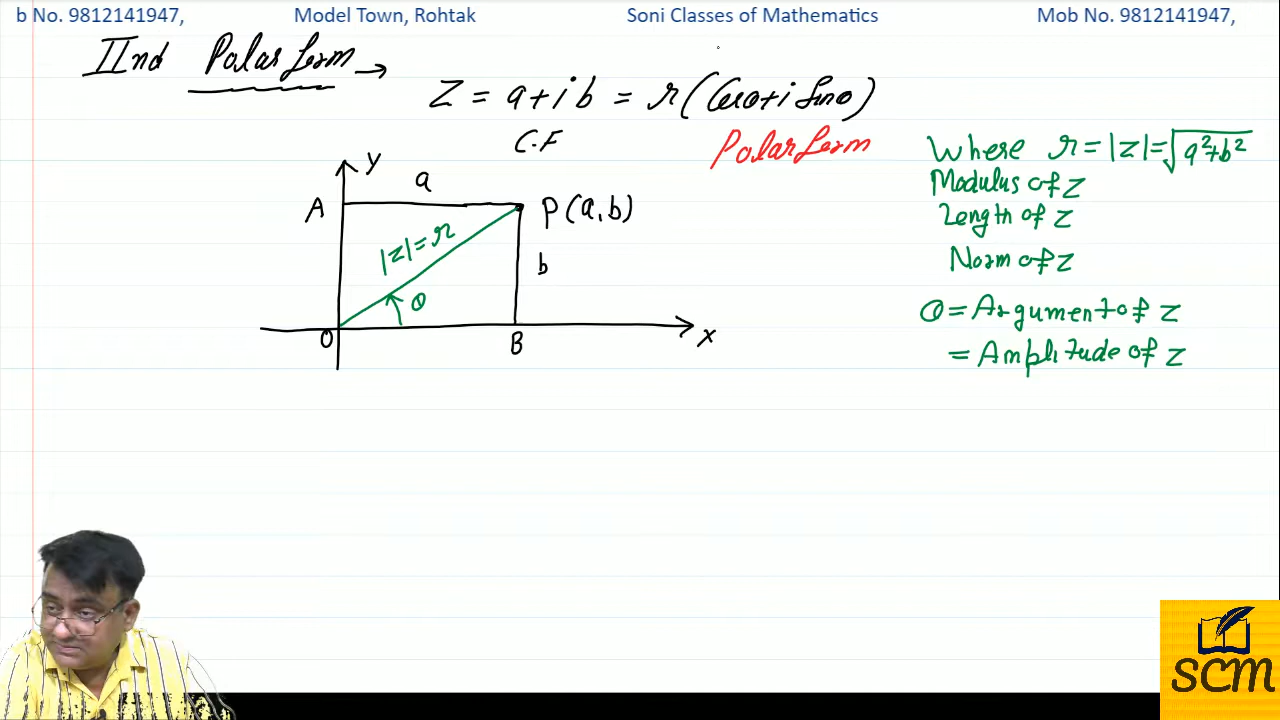 b No. 9812141947, Model Town, Rohtak Soni Classes of Mathematics Mob No. 9812141947,
IInd Polar form →
Z = a+ib = r(Cosθ+i Sinθ)
C.F Polar form
Where r = |z| = √a²+b²
Modulus of z
Length of z
Norm of z
θ = Argument of z
= Amplitude of z
y
a
A P(a,b)
|z|=r
b
θ
O B x
SCM